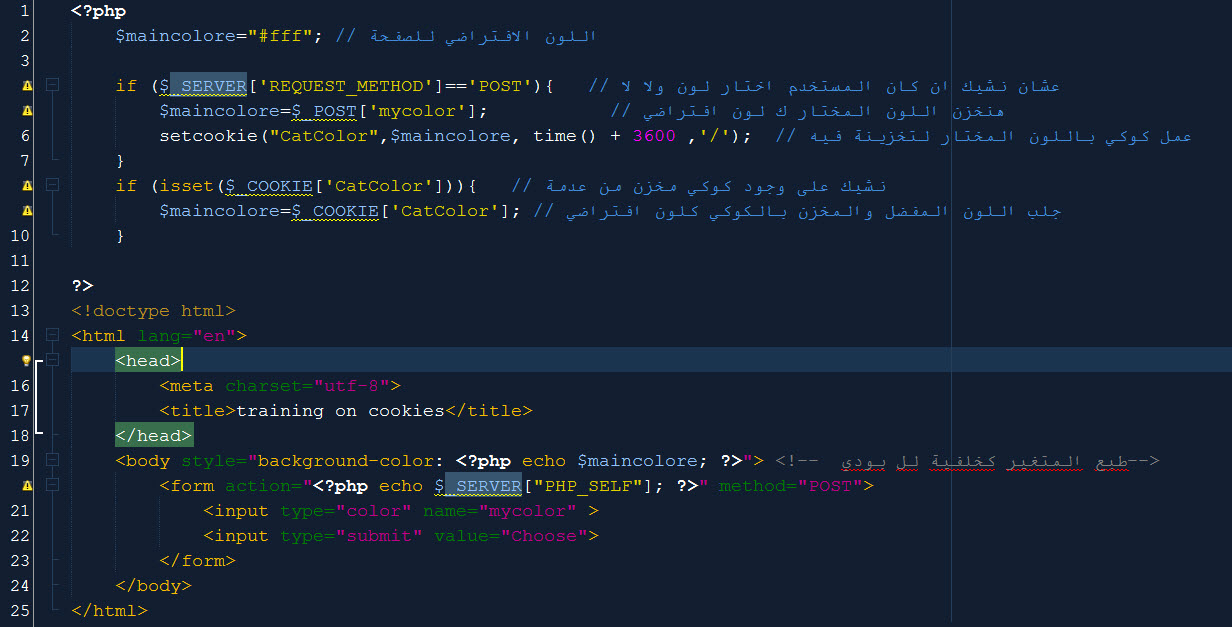 1 <?php
2 $maincolore="#fff"; // اللون الافتراضي للصفحة
3
if ($_SERVER['REQUEST_METHOD']=='POST'){ // عشان نشيك ان كان المستخدم اختار لون ولا لا
$maincolore=$_POST['mycolor']; // هنخزن اللون المختار ك لون افتراضي
6 setcookie("CatColor",$maincolore, time() + 3600 ,'/'); // عمل كوكي باللون المختار لتخزينة فيه
7 }
if (isset($_COOKIE['CatColor'])){ // نشيك على وجود كوكي مخزن من عدمة
$maincolore=$_COOKIE['CatColor']; // جلب اللون المفضل والمخزن بالكوكي كلون افتراضي
10 }
11
12 ?>
13 <!doctype html>
14 <html lang="en">
<head>
16 <meta charset="utf-8">
17 <title>training on cookies</title>
18 </head>
19 <body style="background-color: <?php echo $maincolore; ?>"> <!-- طبع المتغير كخلفية لل بودي -->
<form action="<?php echo $_SERVER["PHP_SELF"]; ?>" method="POST">
21 <input type="color" name="mycolor" >
22 <input type="submit" value="Choose">
23 </form>
24 </body>
25 </html>